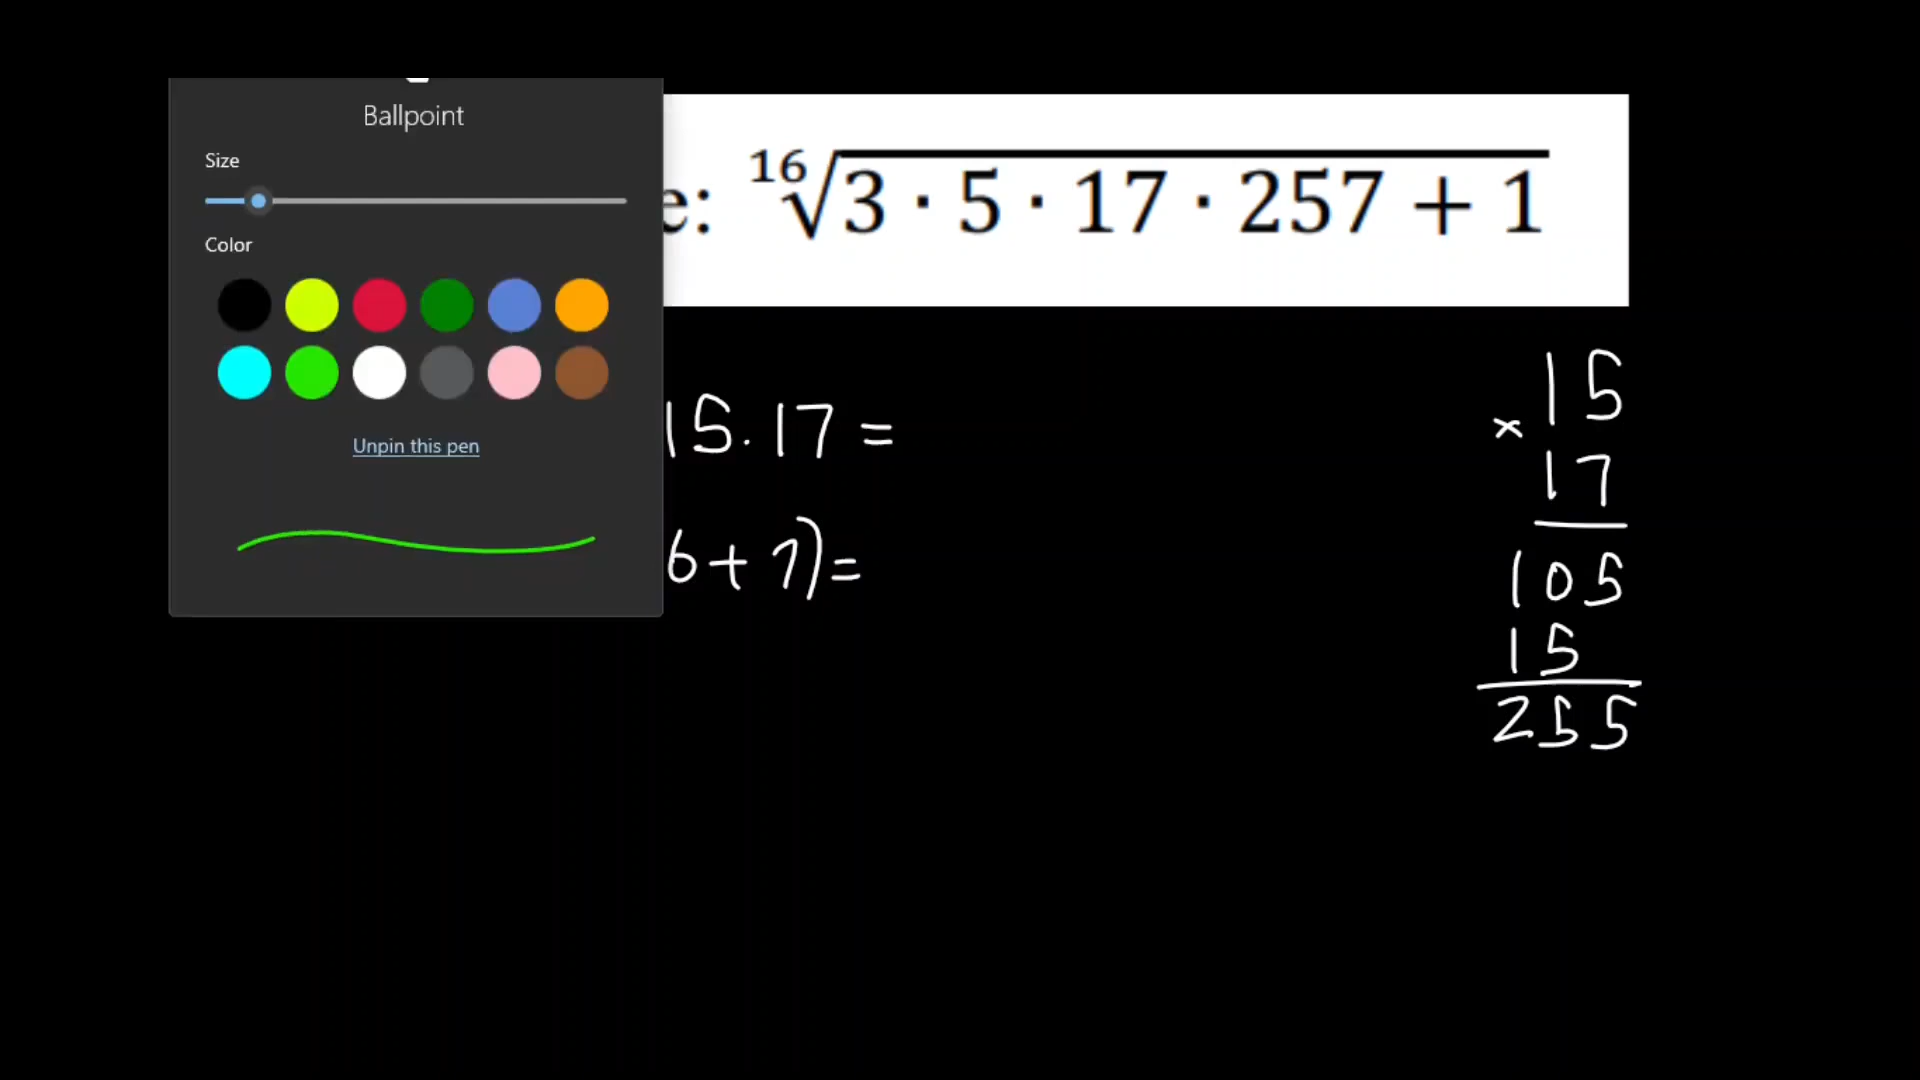 Ballpoint
Size
Color
Unpin this pen
e: ¹⁶√3 · 5 · 17 · 257 + 1
15.17=
6+1)=
15
× 17
105
15
255